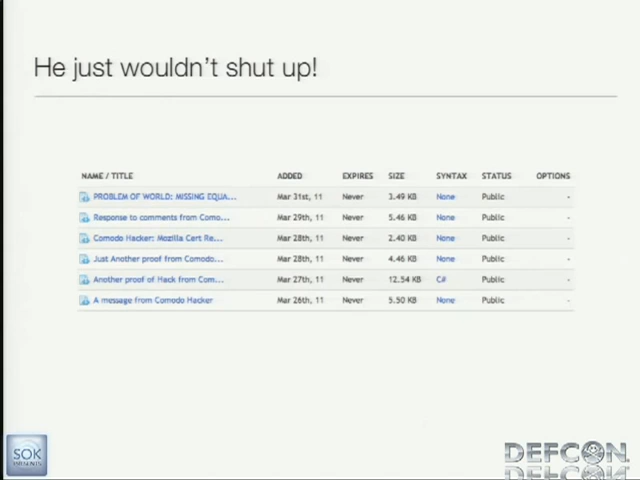 He just wouldn't shut up!
NAME / TITLE ADDED EXPIRES SIZE SYNTAX STATUS OPTIONS
PROBLEM OF WORLD: MISSING EQUA... Mar 31st, 11 Never 3.49 KB None Public -
Response to comments from Como... Mar 29th, 11 Never 5.46 KB None Public -
Comodo Hacker: Mozilla Cert Re... Mar 28th, 11 Never 2.40 KB None Public -
Just Another proof from Comodo... Mar 28th, 11 Never 4.46 KB None Public -
Another proof of Hack from Com... Mar 27th, 11 Never 12.54 KB C# Public -
A message from Comodo Hacker Mar 26th, 11 Never 5.50 KB None Public -
SOK
DEFCON.